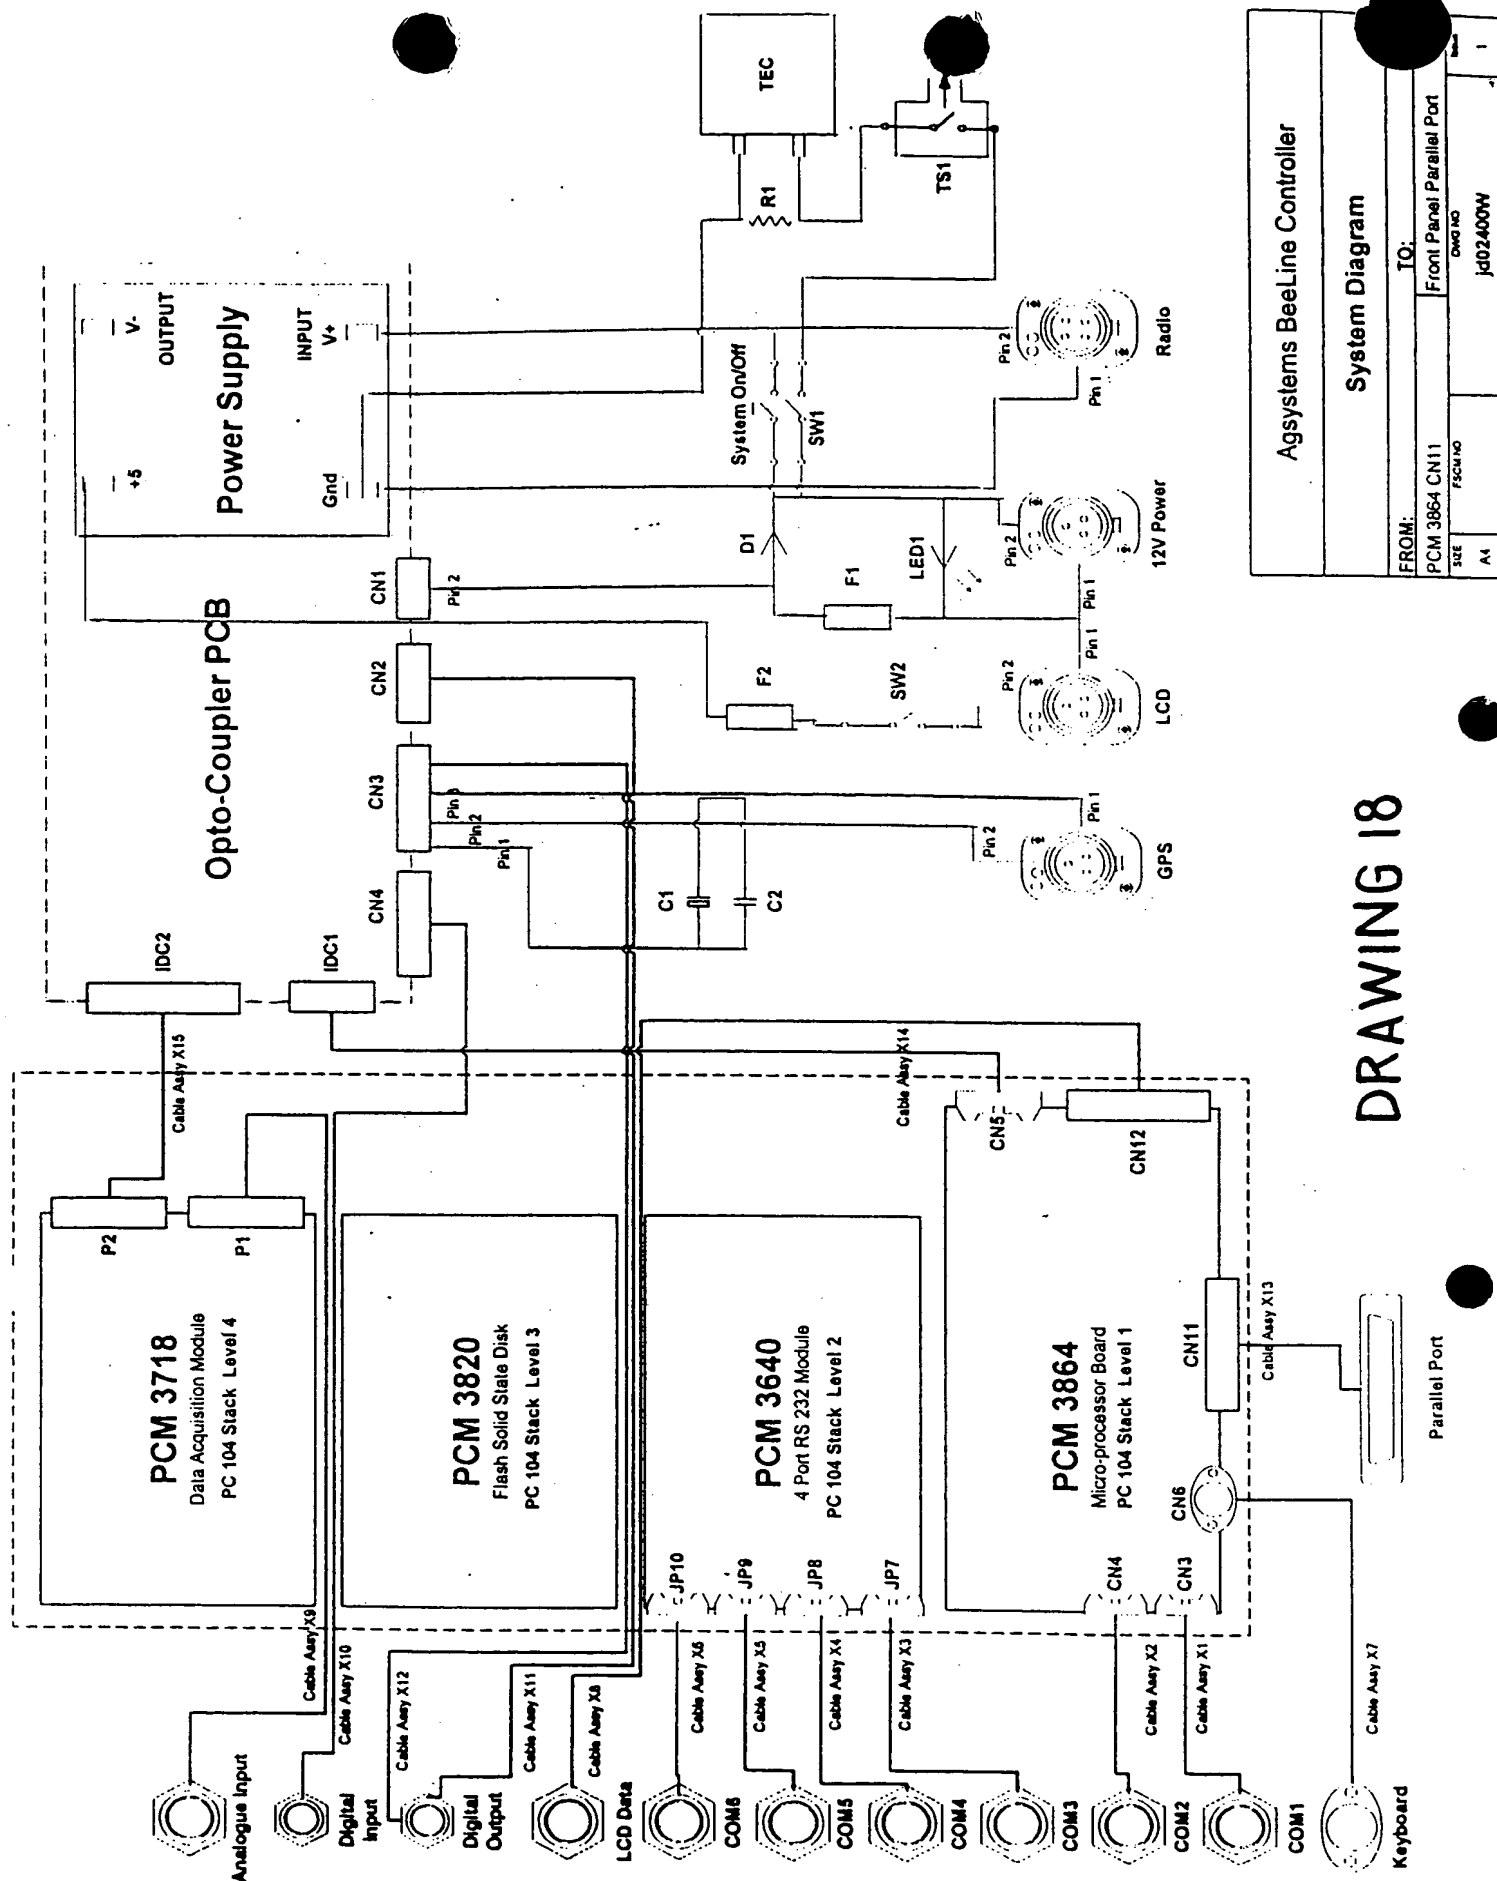 Analogue Input
Digital
Input
Digital
Output
LCD Data
COM6
COM5
COM4
COM3
COM2
COM1
Keyboard
Cable Assy X9
Cable Assy X10
Cable Assy X12
Cable Assy X11
Cable Assy X8
Cable Assy X6
Cable Assy X5
Cable Assy X4
Cable Assy X3
Cable Assy X2
Cable Assy X1
Cable Assy X7
PCM 3718
Data Acquisition Module
PC 104 Stack Level 4
P2
P1
PCM 3820
Flash Solid State Disk
PC 104 Stack Level 3
PCM 3640
4 Port RS 232 Module
PC 104 Stack Level 2
JP10
JP9
JP8
JP7
PCM 3864
Micro-processor Board
PC 104 Stack Level 1
CN4
CN3
CN6
CN11
CN5
CN12
Cable Assy X13
Parallel Port
Cable Assy X15
Cable Assy X14
IDC2
IDC1
Opto-Coupler PCB
CN4
CN3
CN2
CN1
Pin 1
Pin 2
Pin 2
C1
C2
Power Supply
+5
V-
OUTPUT
Gnd
INPUT
V+
F2
SW2
D1
F1
LED1
System On/Off
SW1
R1
TEC
TS1
Pin 2
Pin 1
GPS
Pin 2
Pin 1
LCD
Pin 2
Pin 1
12V Power
Pin 2
Pin 1
Radio
DRAWING 18
Agsystems BeeLine Controller
System Diagram
FROM:
TO:
PCM 3864 CN11
Front Panel Parallel Port
SIZE
FSCM NO
DWG NO
A4
jd02400W
1